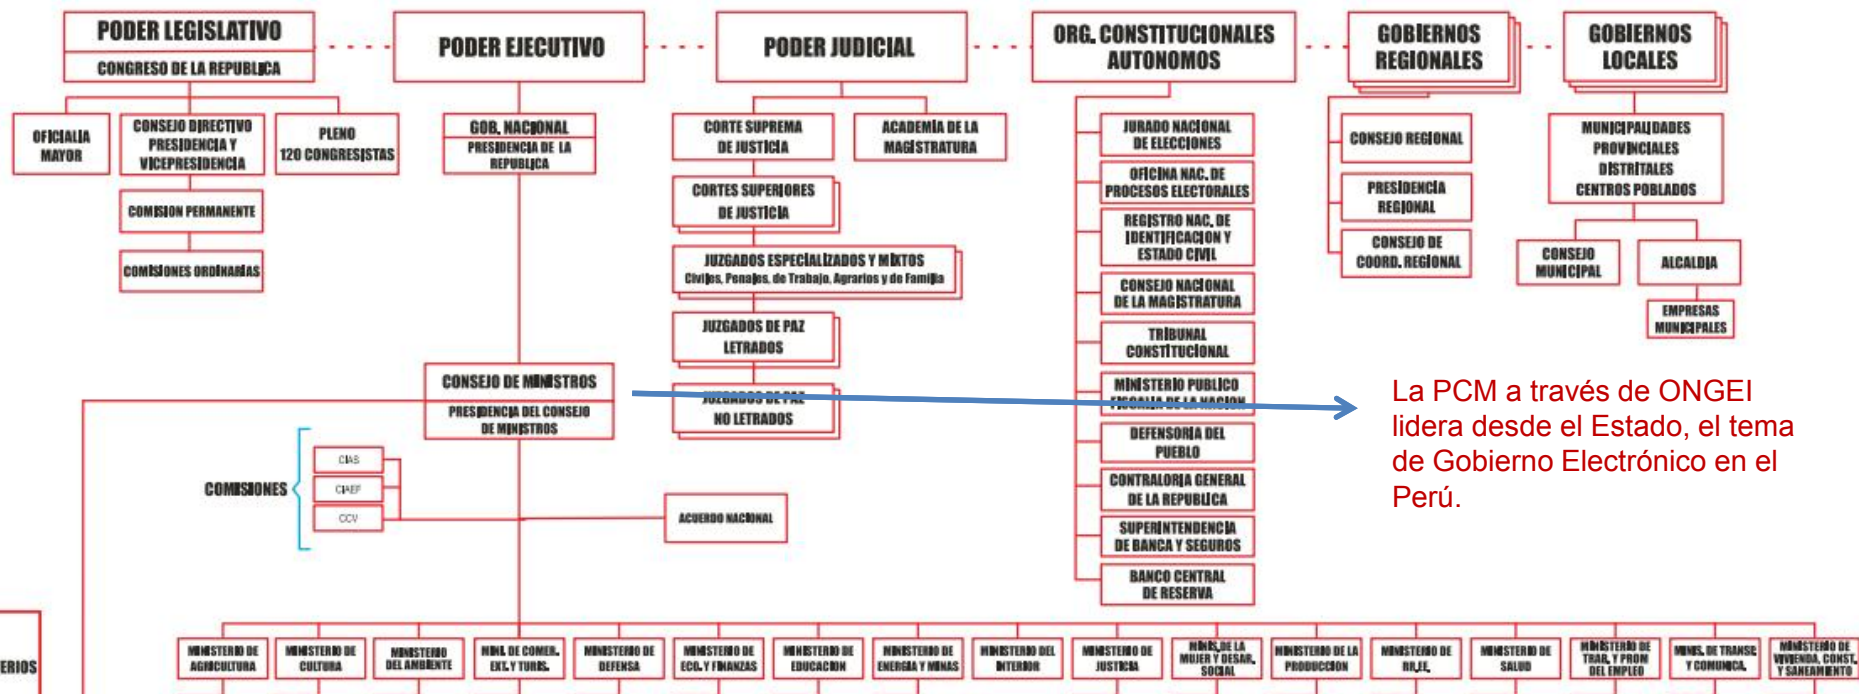 PODER LEGISLATIVO
CONGRESO DE LA REPUBLICA
PODER EJECUTIVO
PODER JUDICIAL
ORG. CONSTITUCIONALES
AUTONOMOS
GOBIERNOS
REGIONALES
GOBIERNOS
LOCALES
OFICIALIA
MAYOR
CONSEJO DIRECTIVO
PRESIDENCIA Y
VICEPRESIDENCIA
PLENO
120 CONGRESISTAS
COMISION PERMANENTE
COMISIONES ORDINARIAS
GOB. NACIONAL
PRESIDENCIA DE LA
REPUBLICA
CORTE SUPREMA
DE JUSTICIA
ACADEMÍA DE LA
MAGISTRATURA
CORTES SUPERIORES
DE JUSTICIA
JUZGADOS ESPECIALIZADOS Y MIXTOS
Civiles, Penales, de Trabajo, Agrarios y de Familia
JUZGADOS DE PAZ
LETRADOS
JUZGADOS DE PAZ
NO LETRADOS
JURADO NACIONAL
DE ELECCIONES
OFICINA NAC. DE
PROCESOS ELECTORALES
REGISTRO NAC. DE
IDENTIFICACION Y
ESTADO CIVIL
CONSEJO NACIONAL
DE LA MAGISTRATURA
TRIBUNAL
CONSTITUCIONAL
MINISTERIO PUBLICO
FISCALIA DE LA NACION
DEFENSORIA DEL
PUEBLO
CONTRALORIA GENERAL
DE LA REPUBLICA
SUPERINTENDENCIA
DE BANCA Y SEGUROS
BANCO CENTRAL
DE RESERVA
CONSEJO REGIONAL
PRESIDENCIA
REGIONAL
CONSEJO DE
COORD. REGIONAL
MUNICIPALIDADES
PROVINCIALES
DISTRITALES
CENTROS POBLADOS
CONSEJO
MUNICIPAL
ALCALDIA
EMPRESAS
MUNICIPALES
CONSEJO DE MINISTROS
PRESIDENCIA DEL CONSEJO
DE MINISTROS
La PCM a través de ONGEI
lidera desde el Estado, el tema
de Gobierno Electrónico en el
Perú.
COMISIONES
CIAS
CIAEF
CCV
ACUERDO NACIONAL
ERIOS
MINISTERIO DE
AGRICULTURA
MINISTERIO DE
CULTURA
MINISTERIO
DEL AMBIENTE
MINI. DE COMER.
EXT. Y TURIS.
MINISTERIO DE
DEFENSA
MINISTERIO DE
ECO. Y FINANZAS
MINISTERIO DE
EDUCACION
MINISTERIO DE
ENERGIA Y MINAS
MINISTERIO DEL
INTERIOR
MINISTERIO DE
JUSTICIA
MINIS. DE LA
MUJER Y DESAR.
SOCIAL
MINISTERIO DE LA
PRODUCCIÓN
MINISTERIO DE
RR.EE.
MINISTERIO DE
SALUD
MINISTERIO DE
TRAB. Y PROM
DEL EMPLEO
MINIS. DE TRANSP.
Y COMUNICA.
MINISTERIO DE
VIVIENDA, CONST.
Y SANEAMIENTO